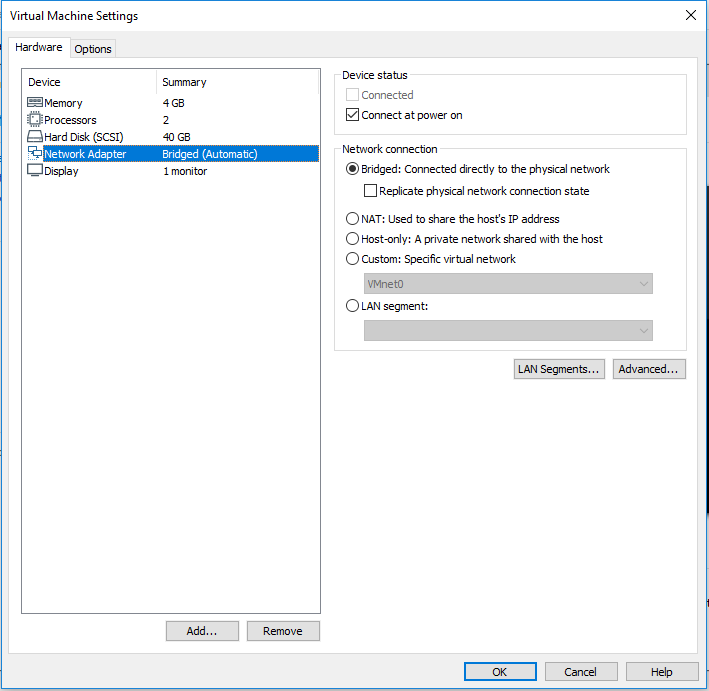 Virtual Machine Settings
Hardware
Options
Device Summary
Memory 4 GB
Processors 2
Hard Disk (SCSI) 40 GB
Network Adapter Bridged (Automatic)
Display 1 monitor
Add...
Remove
Device status
Connected
Connect at power on
Network connection
Bridged: Connected directly to the physical network
Replicate physical network connection state
NAT: Used to share the host's IP address
Host-only: A private network shared with the host
Custom: Specific virtual network
VMnet0
LAN segment:
LAN Segments...
Advanced...
OK
Cancel
Help